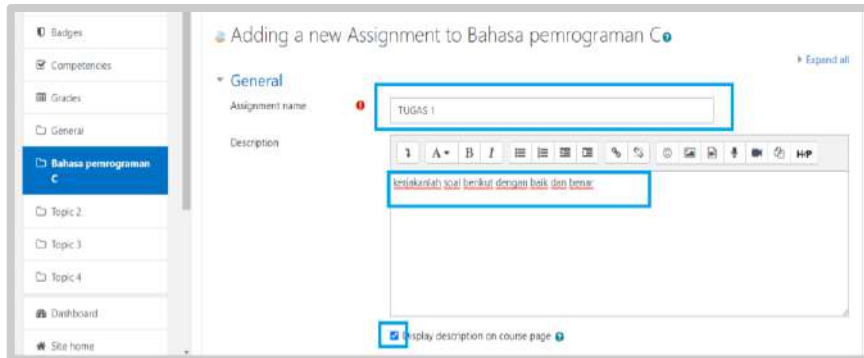 Badges
Competencies
Grades
General
Bahasa pemrograman
C
Topic 2
Topic 3
Topic 4
Dashboard
Site home
Adding a new Assignment to Bahasa pemrograman C
Expand all
General
Assignment name
TUGAS 1
Description
A B I H-P
kerjakanlah soal berikut dengan baik dan benar
Display description on course page